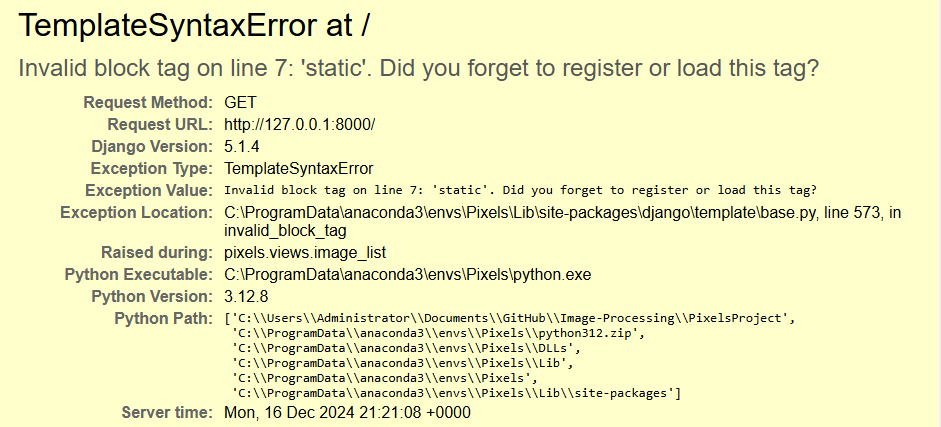 TemplateSyntaxError at /
Invalid block tag on line 7: 'static'. Did you forget to register or load this tag?
Request Method: GET
Request URL: http://127.0.0.1:8000/
Django Version: 5.1.4
Exception Type: TemplateSyntaxError
Exception Value: Invalid block tag on line 7: 'static'. Did you forget to register or load this tag?
Exception Location: C:\ProgramData\anaconda3\envs\Pixels\Lib\site-packages\django\template\base.py, line 573, in
invalid_block_tag
Raised during: pixels.views.image_list
Python Executable: C:\ProgramData\anaconda3\envs\Pixels\python.exe
Python Version: 3.12.8
Python Path: ['C:\\Users\\Administrator\\Documents\\GitHub\\Image-Processing\\PixelsProject',
'C:\\ProgramData\\anaconda3\\envs\\Pixels\\python312.zip',
'C:\\ProgramData\\anaconda3\\envs\\Pixels\\DLLs',
'C:\\ProgramData\\anaconda3\\envs\\Pixels\\Lib',
'C:\\ProgramData\\anaconda3\\envs\\Pixels',
'C:\\ProgramData\\anaconda3\\envs\\Pixels\\Lib\\site-packages']
Server time: Mon, 16 Dec 2024 21:21:08 +0000